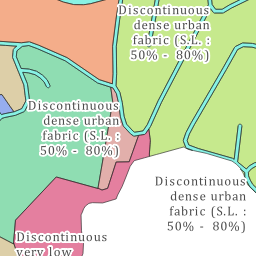 Discontinuous
dense urban
fabric (S.L. :
50% - 80%)
Discontinuous
dense urban
fabric (S.L. :
50% - 80%)
Discontinuous
dense urban
fabric (S.L. :
50% - 80%)
Discontinuous
very low